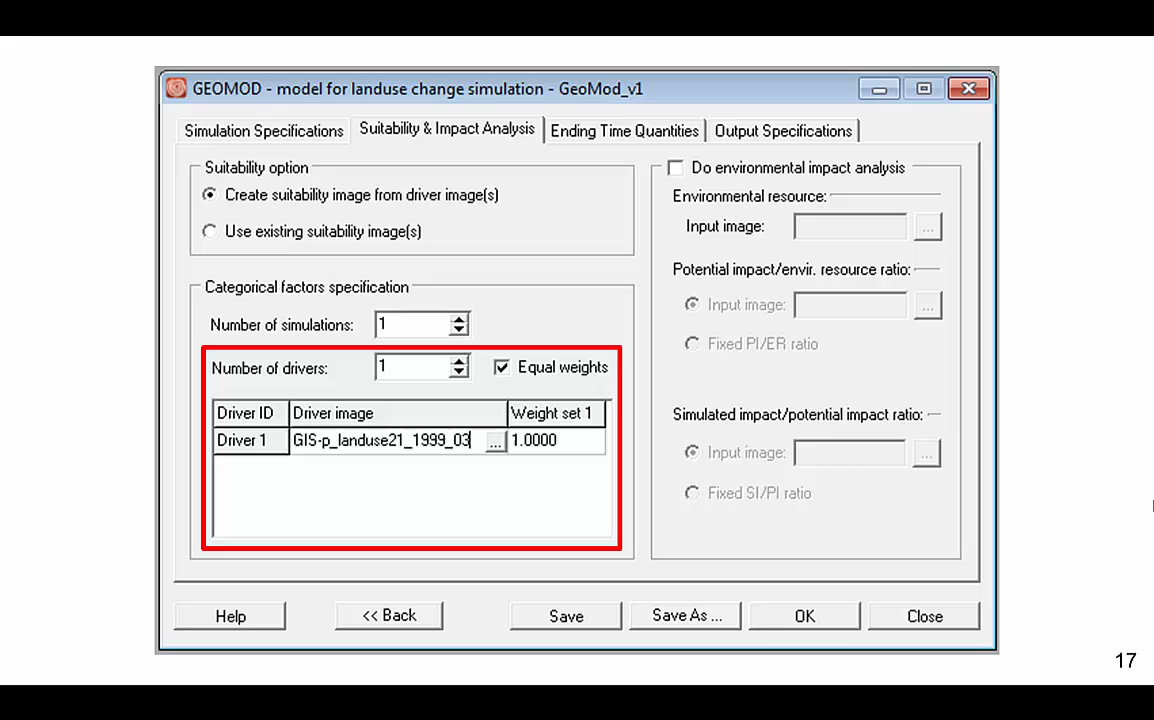 GEOMOD - model for landuse change simulation - GeoMod_v1
Simulation Specifications Suitability & Impact Analysis Ending Time Quantities Output Specifications
Suitability option
Create suitability image from driver image(s)
Use existing suitability image(s)
Categorical factors specification
Number of simulations: 1
Number of drivers: 1 Equal weights
Driver ID Driver image Weight set 1
Driver 1 GIS-p_landuse21_1999_03 ... 1.0000
Do environmental impact analysis
Environmental resource:
Input image: ...
Potential impact/envir. resource ratio:
Input image: ...
Fixed PI/ER ratio
Simulated impact/potential impact ratio:
Input image: ...
Fixed SI/PI ratio
Help << Back Save Save As ... OK Close
17